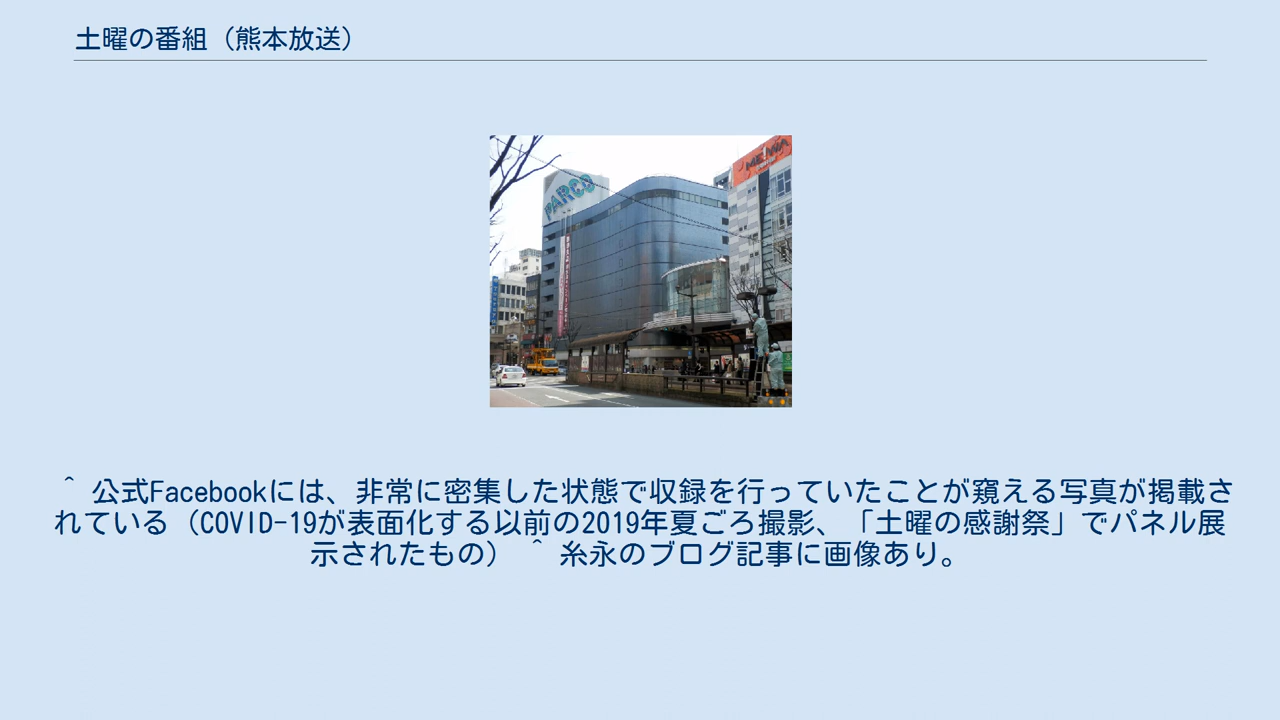 土曜の番組（熊本放送）
PARCO
MEIWA
^ 公式Facebookには、非常に密集した状態で収録を行っていたことが窺える写真が掲載さ
れている（COVID-19が表面化する以前の2019年夏ごろ撮影、「土曜の感謝祭」でパネル展
示されたもの） ^ 糸永のブログ記事に画像あり。